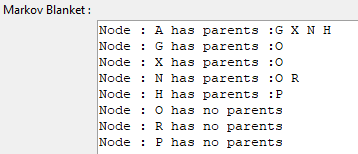 Markov Blanket :
Node : A has parents :G X N H
Node : G has parents :O
Node : X has parents :O
Node : N has parents :O R
Node : H has parents :P
Node : O has no parents
Node : R has no parents
Node : P has no parents